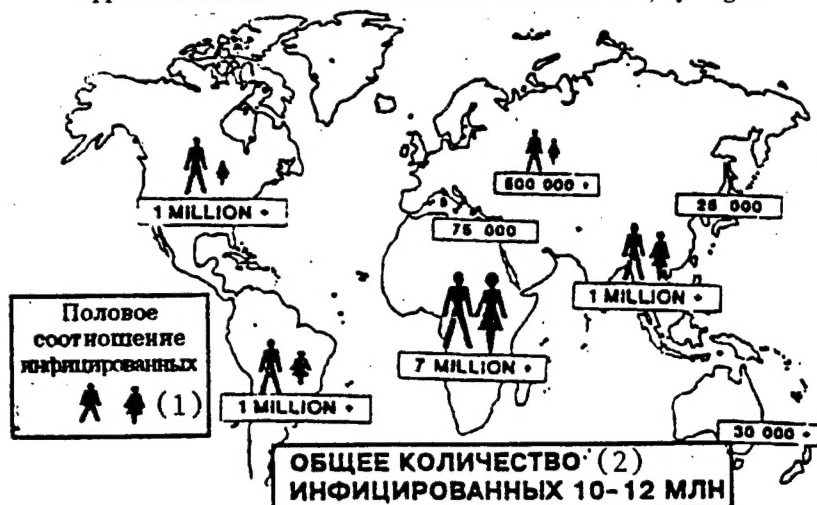 1 MILLION +
500 000 +
25 000
75 000
1 MILLION +
Половое
соотношение
инфицированных
(1)
7 MILLION +
1 MILLION +
30 000 +
ОБЩЕЕ КОЛИЧЕСТВО (2)
ИНФИЦИРОВАННЫХ 10-12 МЛН